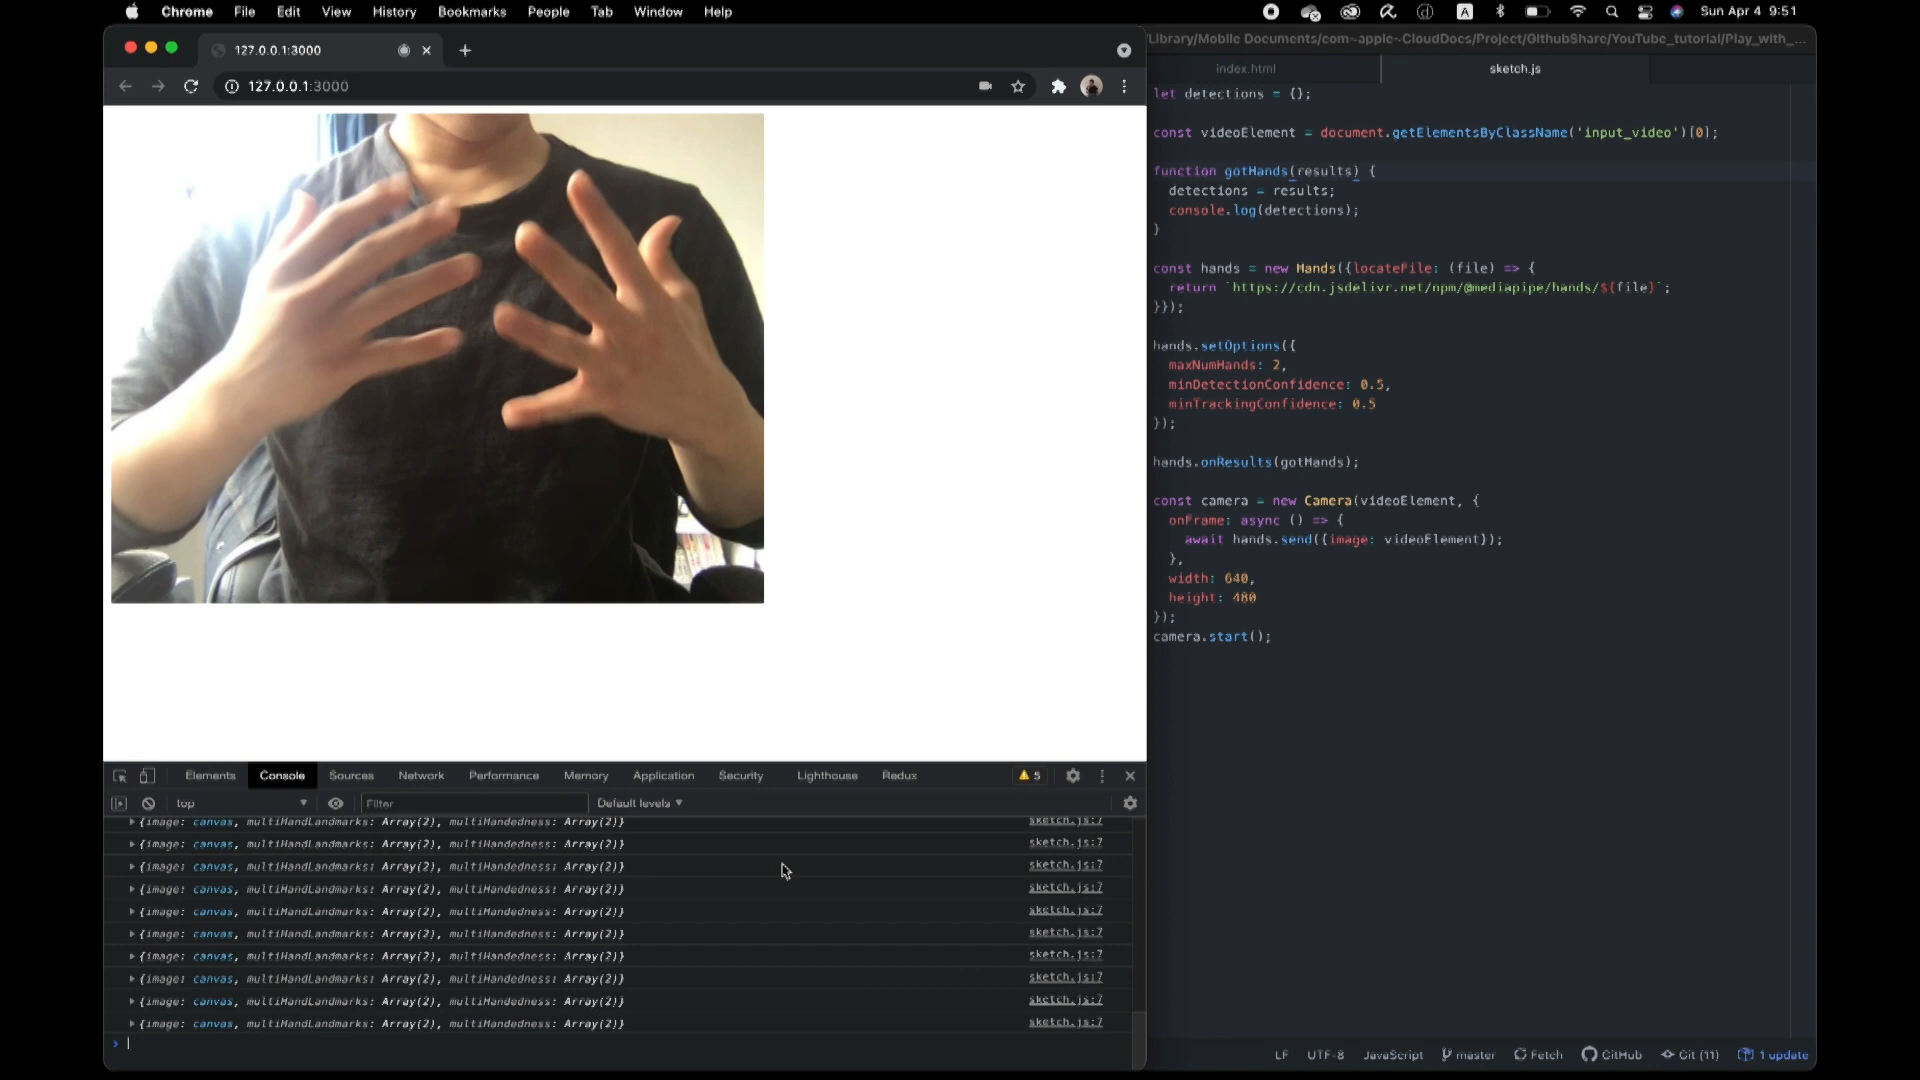 Chrome File Edit View History Bookmarks People Tab Window Help
A
Sun Apr 4 9:51
127.0.0.1:3000
127.0.0.1:3000
/Library/Mobile Documents/com~apple~CloudDocs/Project/GithubShare/YouTube_tutorial/Play_with_...
index.html
sketch.js
let detections = {};
const videoElement = document.getElementsByClassName('input_video')[0];
function gotHands(results) {
detections = results;
console.log(detections);
}
const hands = new Hands({locateFile: (file) => {
return `https://cdn.jsdelivr.net/npm/@mediapipe/hands/${file}`;
}});
hands.setOptions({
maxNumHands: 2,
minDetectionConfidence: 0.5,
minTrackingConfidence: 0.5
});
hands.onResults(gotHands);
const camera = new Camera(videoElement, {
onFrame: async () => {
await hands.send({image: videoElement});
},
width: 640,
height: 480
});
camera.start();
Elements Console Sources Network Performance Memory Application Security Lighthouse Redux 5
top Filter Default levels
{image: canvas, multiHandLandmarks: Array(2), multiHandedness: Array(2)} sketch.js:7
{image: canvas, multiHandLandmarks: Array(2), multiHandedness: Array(2)} sketch.js:7
{image: canvas, multiHandLandmarks: Array(2), multiHandedness: Array(2)} sketch.js:7
{image: canvas, multiHandLandmarks: Array(2), multiHandedness: Array(2)} sketch.js:7
{image: canvas, multiHandLandmarks: Array(2), multiHandedness: Array(2)} sketch.js:7
{image: canvas, multiHandLandmarks: Array(2), multiHandedness: Array(2)} sketch.js:7
{image: canvas, multiHandLandmarks: Array(2), multiHandedness: Array(2)} sketch.js:7
{image: canvas, multiHandLandmarks: Array(2), multiHandedness: Array(2)} sketch.js:7
{image: canvas, multiHandLandmarks: Array(2), multiHandedness: Array(2)} sketch.js:7
{image: canvas, multiHandLandmarks: Array(2), multiHandedness: Array(2)} sketch.js:7
LF UTF-8 JavaScript master Fetch GitHub Git (11) 1 update